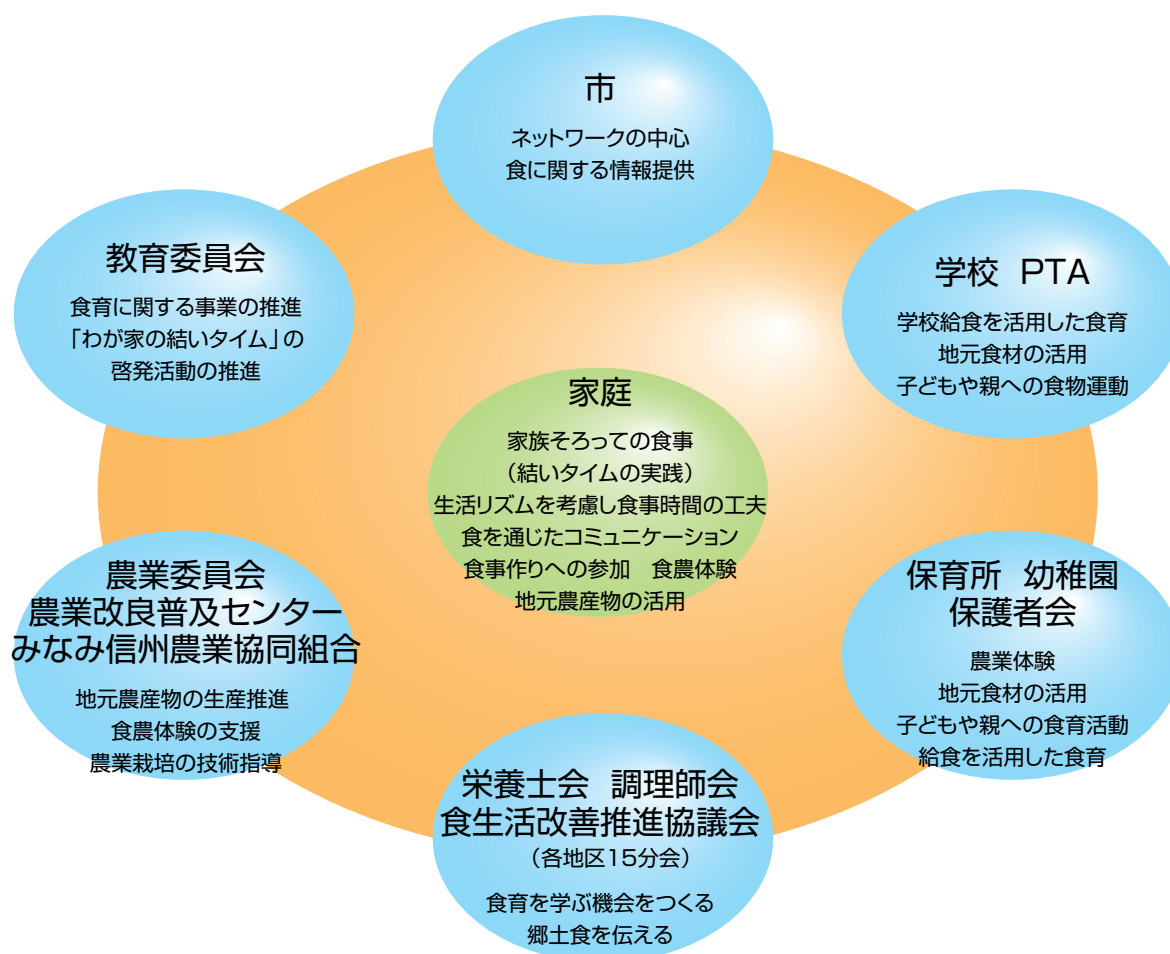 市
ネットワークの中心
食に関する情報提供
教育委員会
食育に関する事業の推進
「わが家の結いタイム」の
啓発活動の推進
学校 PTA
学校給食を活用した食育
地元食材の活用
子どもや親への食物運動
家庭
家族そろっての食事
（結いタイムの実践）
生活リズムを考慮し食事時間の工夫
食を通じたコミュニケーション
食事作りへの参加　食農体験
地元農産物の活用
農業委員会
農業改良普及センター
みなみ信州農業協同組合
地元農産物の生産推進
食農体験の支援
農業栽培の技術指導
保育所 幼稚園
保護者会
農業体験
地元食材の活用
子どもや親への食育活動
給食を活用した食育
栄養士会 調理師会
食生活改善推進協議会
（各地区15分会）
食育を学ぶ機会をつくる
郷土食を伝える